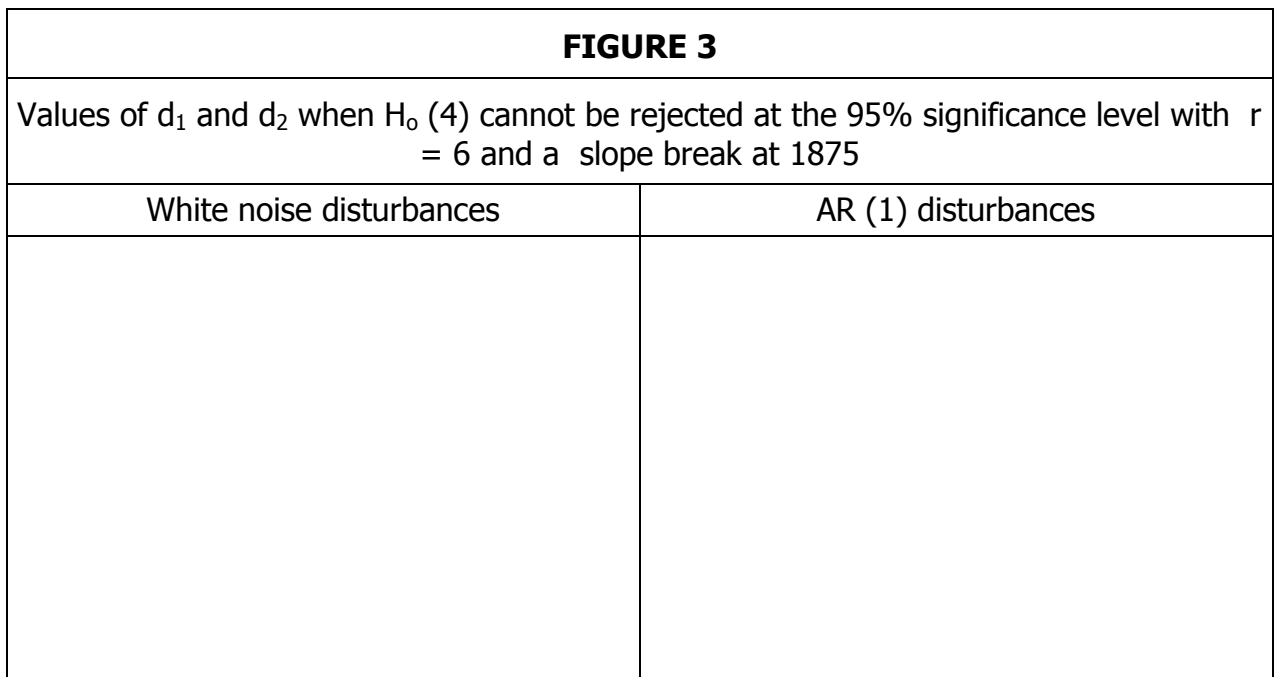 FIGURE 3
Values of d₁ and d₂ when Hₒ (4) cannot be rejected at the 95% significance level with r
= 6 and a slope break at 1875
White noise disturbances
AR (1) disturbances